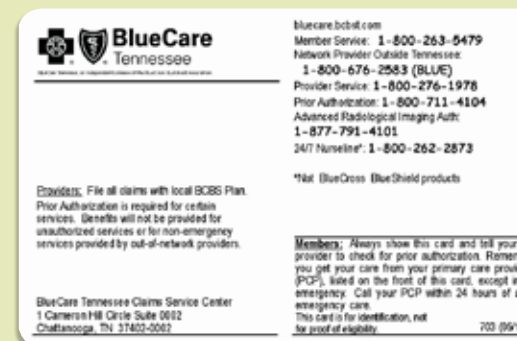 BlueCare
Tennessee
Providers: File all claims with local BCBS Plan.
Prior Authorization is required for certain
services. Benefits will not be provided for
unauthorized services or for non-emergency
services provided by out-of-network providers.
BlueCare Tennessee Claims Service Center
1 Cameron Hill Circle Suite 0002
Chattanooga, TN 37402-0002
bluecare.bcbst.com
Member Service: 1-800-263-5479
Network Provider Outside Tennessee:
1-800-676-2583 (BLUE)
Provider Service: 1-800-276-1978
Prior Authorization: 1-800-711-4104
Advanced Radiological Imaging Auth:
1-877-791-4101
24/7 Nurseline*: 1-800-262-2873
*Not BlueCross BlueShield products
Members: Always show this card and tell your
provider to check for prior authorization. Remem
you get your care from your primary care provi
(PCP), listed on the front of this card, except in
emergency. Call your PCP within 24 hours of a
emergency care.
This card is for identification, not
for proof of eligibility.
703